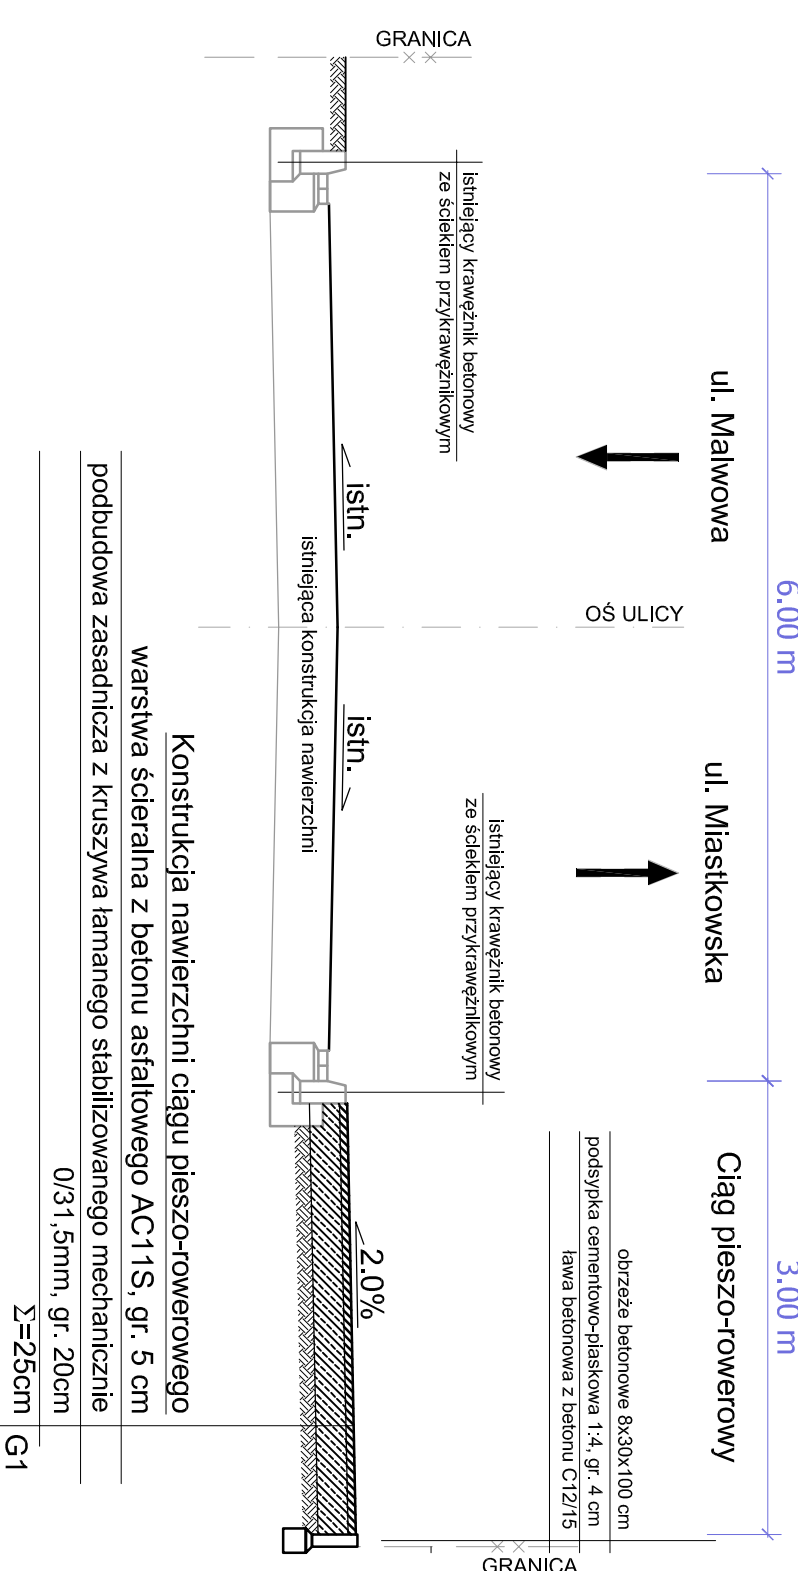 6.00 m
3.00 m
ul. Malwowa
ul. Miastkowska
Ciąg pieszo-rowerowy
OŚ ULICY
GRANICA
GRANICA
istniejący krawężnik betonowy
ze ściekiem przykrawężnikowym
istniejący krawężnik betonowy
ze ściekiem przykrawężnikowym
obrzeże betonowe 8x30x100 cm
podsypka cementowo-piaskowa 1:4, gr. 4 cm
ława betonowa z betonu C12/15
istn.
istn.
2.0%
istniejąca konstrukcja nawierzchni
Konstrukcja nawierzchni ciągu pieszo-rowerowego
warstwa ścieralna z betonu asfaltowego AC11S, gr. 5 cm
podbudowa zasadnicza z kruszywa łamanego stabilizowanego mechanicznie
0/31,5mm, gr. 20cm
Σ=25cm
G1